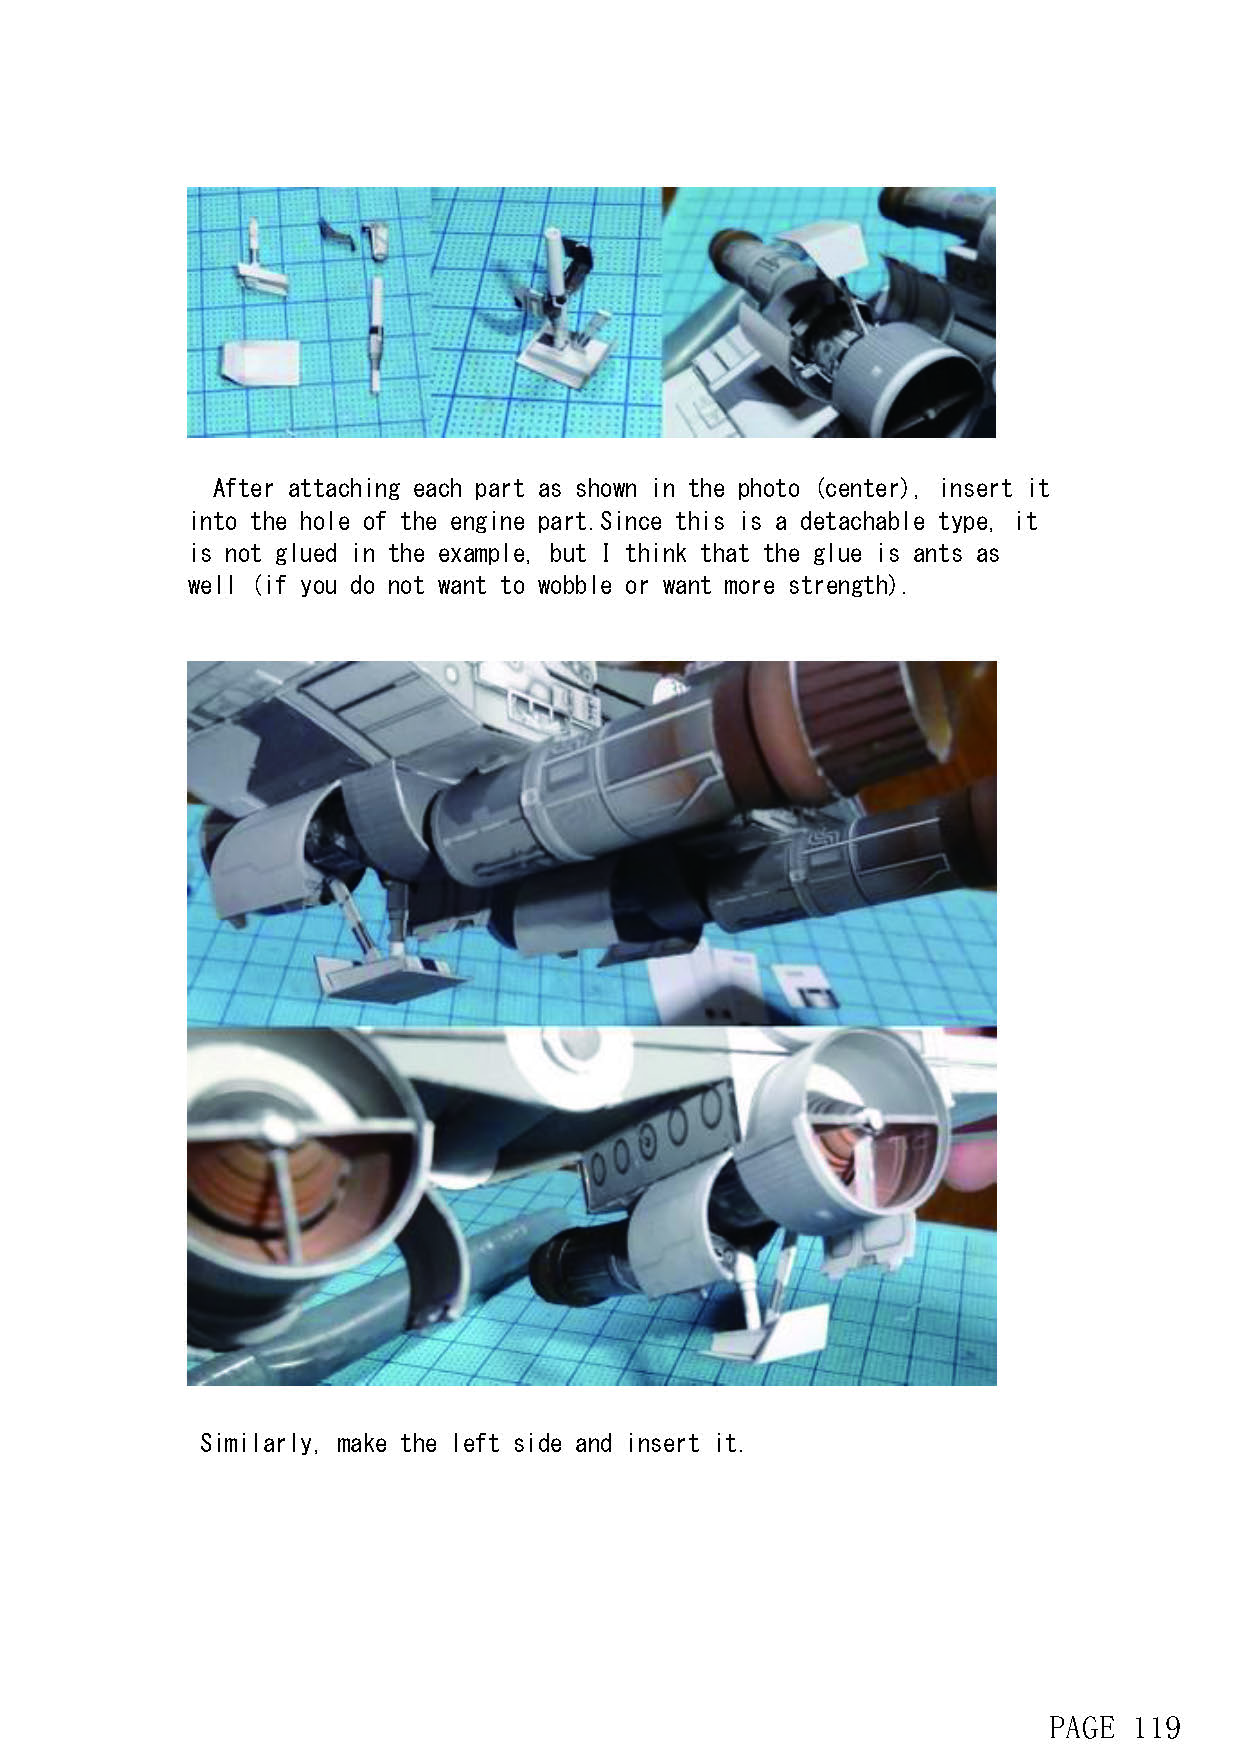 After attaching each part as shown in the photo (center), insert it
into the hole of the engine part.Since this is a detachable type, it
is not glued in the example, but I think that the glue is ants as
well (if you do not want to wobble or want more strength).
Similarly, make the left side and insert it.
PAGE 119